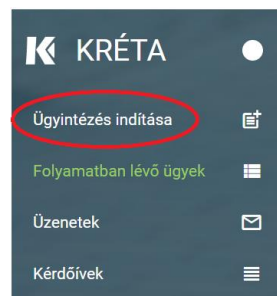 KRÉTA
Ügyintézés indítása
Folyamatban lévő ügyek
Üzenetek
Kérdőívek